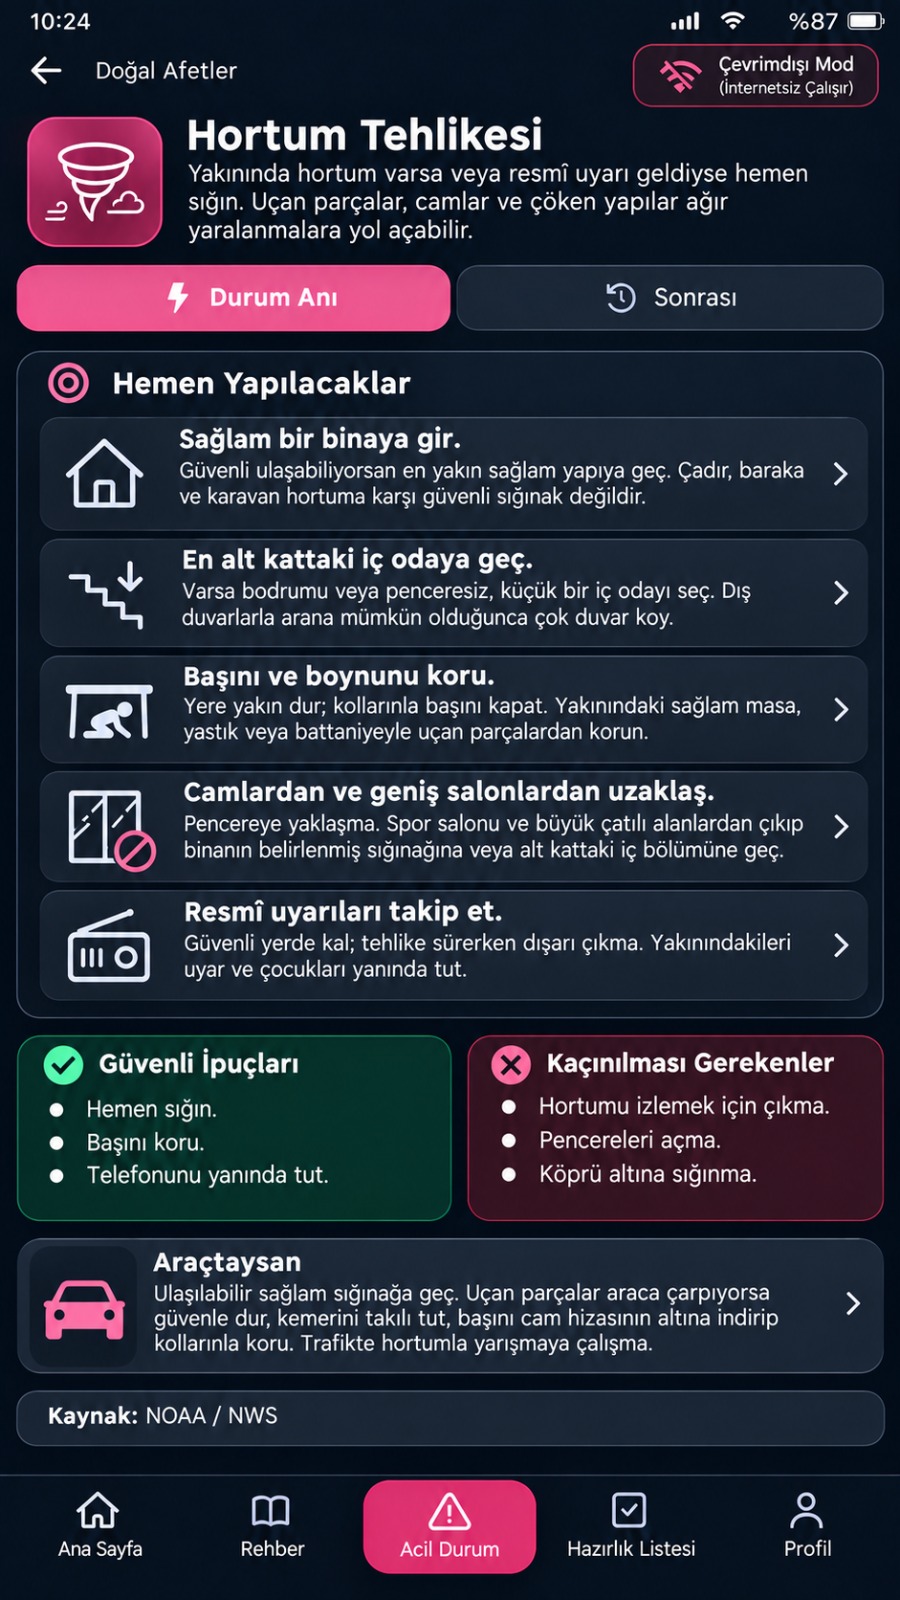 10:24
%87
Doğal Afetler
Çevrimdışı Mod
(İnternetsiz Çalışır)
Hortum Tehlikesi
Yakınında hortum varsa veya resmî uyarı geldiyse hemen
sığın. Uçan parçalar, camlar ve çöken yapılar ağır
yaralanmalara yol açabilir.
Durum Anı
Sonrası
Hemen Yapılacaklar
Sağlam bir binaya gir.
Güvenli ulaşabiliyorsan en yakın sağlam yapıya geç. Çadır, baraka
ve karavan hortuma karşı güvenli sığınak değildir.
En alt kattaki iç odaya geç.
Varsa bodrumu veya penceresiz, küçük bir iç odayı seç. Dış
duvarlarla arana mümkün olduğunca çok duvar koy.
Başını ve boynunu koru.
Yere yakın dur; kollarınla başını kapat. Yakınındaki sağlam masa,
yastık veya battaniyeyle uçan parçalardan korun.
Camlardan ve geniş salonlardan uzaklaş.
Pencereye yaklaşma. Spor salonu ve büyük çatılı alanlardan çıkıp
binanın belirlenmiş sığınağına veya alt kattaki iç bölümüne geç.
Resmî uyarıları takip et.
Güvenli yerde kal; tehlike sürerken dışarı çıkma. Yakınındakileri
uyar ve çocukları yanında tut.
Güvenli İpuçları
Hemen sığın.
Başını koru.
Telefonunu yanında tut.
Kaçınılması Gerekenler
Hortumu izlemek için çıkma.
Pencereleri açma.
Köprü altına sığınma.
Araçtaysan
Ulaşılabilir sağlam sığınağa geç. Uçan parçalar araca çarpıyorsa
güvenle dur, kemerini takılı tut, başını cam hizasının altına indirip
kollarınla koru. Trafikte hortumla yarışmaya çalışma.
Kaynak: NOAA / NWS
Ana Sayfa
Rehber
Acil Durum
Hazırlık Listesi
Profil